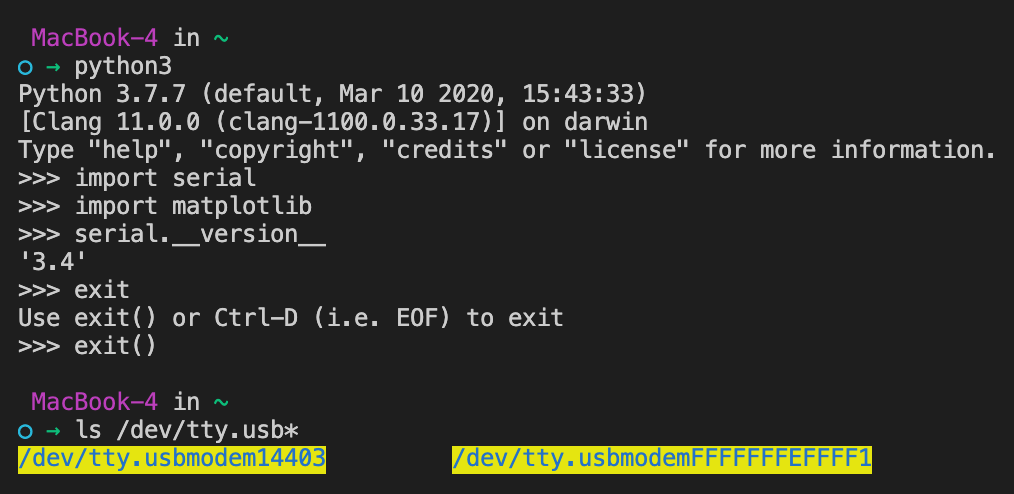 MacBook-4 in ~
○ → python3
Python 3.7.7 (default, Mar 10 2020, 15:43:33)
[Clang 11.0.0 (clang-1100.0.33.17)] on darwin
Type "help", "copyright", "credits" or "license" for more information.
>>> import serial
>>> import matplotlib
>>> serial.__version__
'3.4'
>>> exit
Use exit() or Ctrl-D (i.e. EOF) to exit
>>> exit()
MacBook-4 in ~
○ → ls /dev/tty.usb*
/dev/tty.usbmodem14403 /dev/tty.usbmodemFFFFFFFEFFFF1